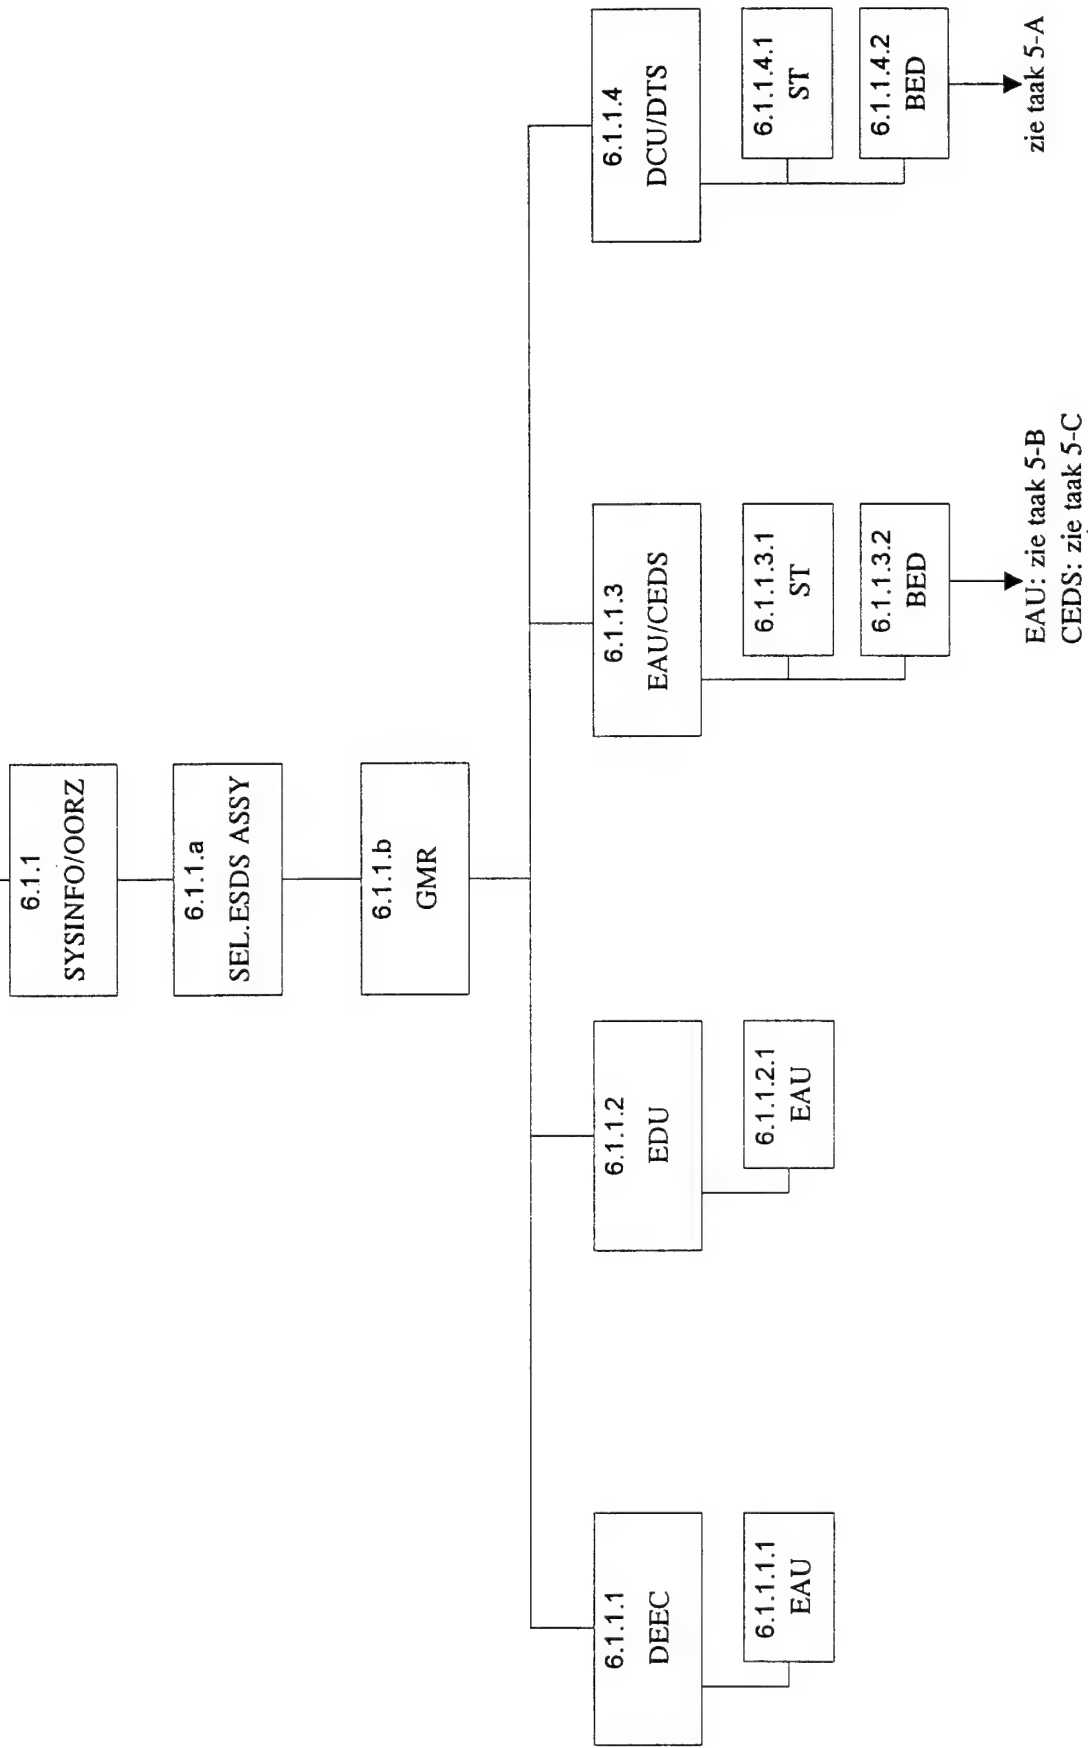 6.1.1
SYSINFO/OORZ
6.1.1.a
SEL.ESDS ASSY
6.1.1.b
GMR
6.1.1.1
DEEC
6.1.1.1.1
EAU
6.1.1.2
EDU
6.1.1.2.1
EAU
6.1.1.3
EAU/CEDS
6.1.1.3.1
ST
6.1.1.3.2
BED
EAU: zie taak 5-B
CEDS: zie taak 5-C
6.1.1.4
DCU/DTS
6.1.1.4.1
ST
6.1.1.4.2
BED
zie taak 5-A